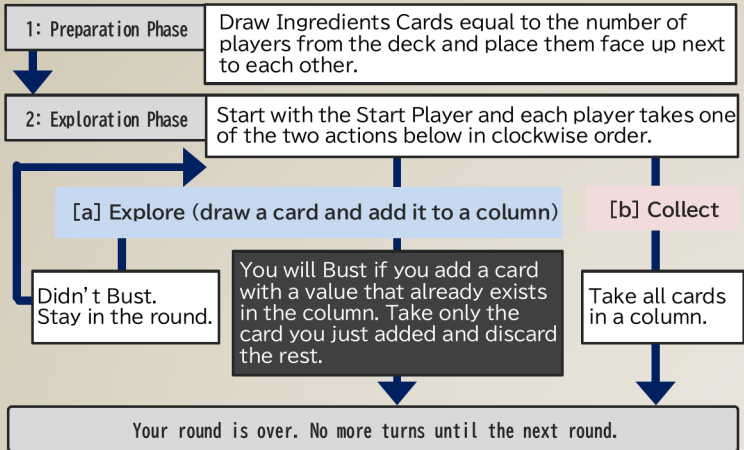 1: Preparation Phase
Draw Ingredients Cards equal to the number of
players from the deck and place them face up next
to each other.
2: Exploration Phase
Start with the Start Player and each player takes one
of the two actions below in clockwise order.
[a] Explore (draw a card and add it to a column)
[b] Collect
Didn't Bust.
Stay in the round.
You will Bust if you add a card
with a value that already exists
in the column. Take only the
card you just added and discard
the rest.
Take all cards
in a column.
Your round is over. No more turns until the next round.